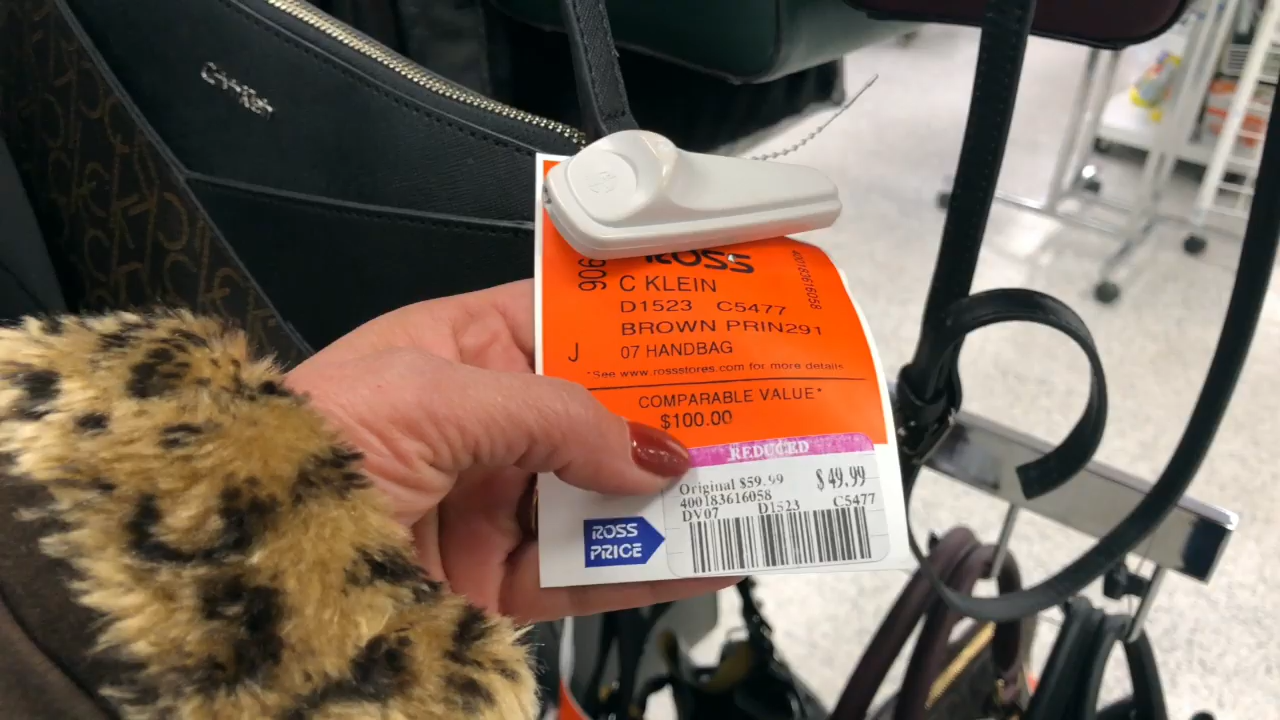 ROSS
906
400183616058
C KLEIN
D1523 C5477
BROWN PRIN291
J 07 HANDBAG
*See www.rossstores.com for more details
COMPARABLE VALUE*
$100.00
REDUCED
Original $59.99 $49.99
400183616058
DV07 D1523 C5477
ROSS
PRICE